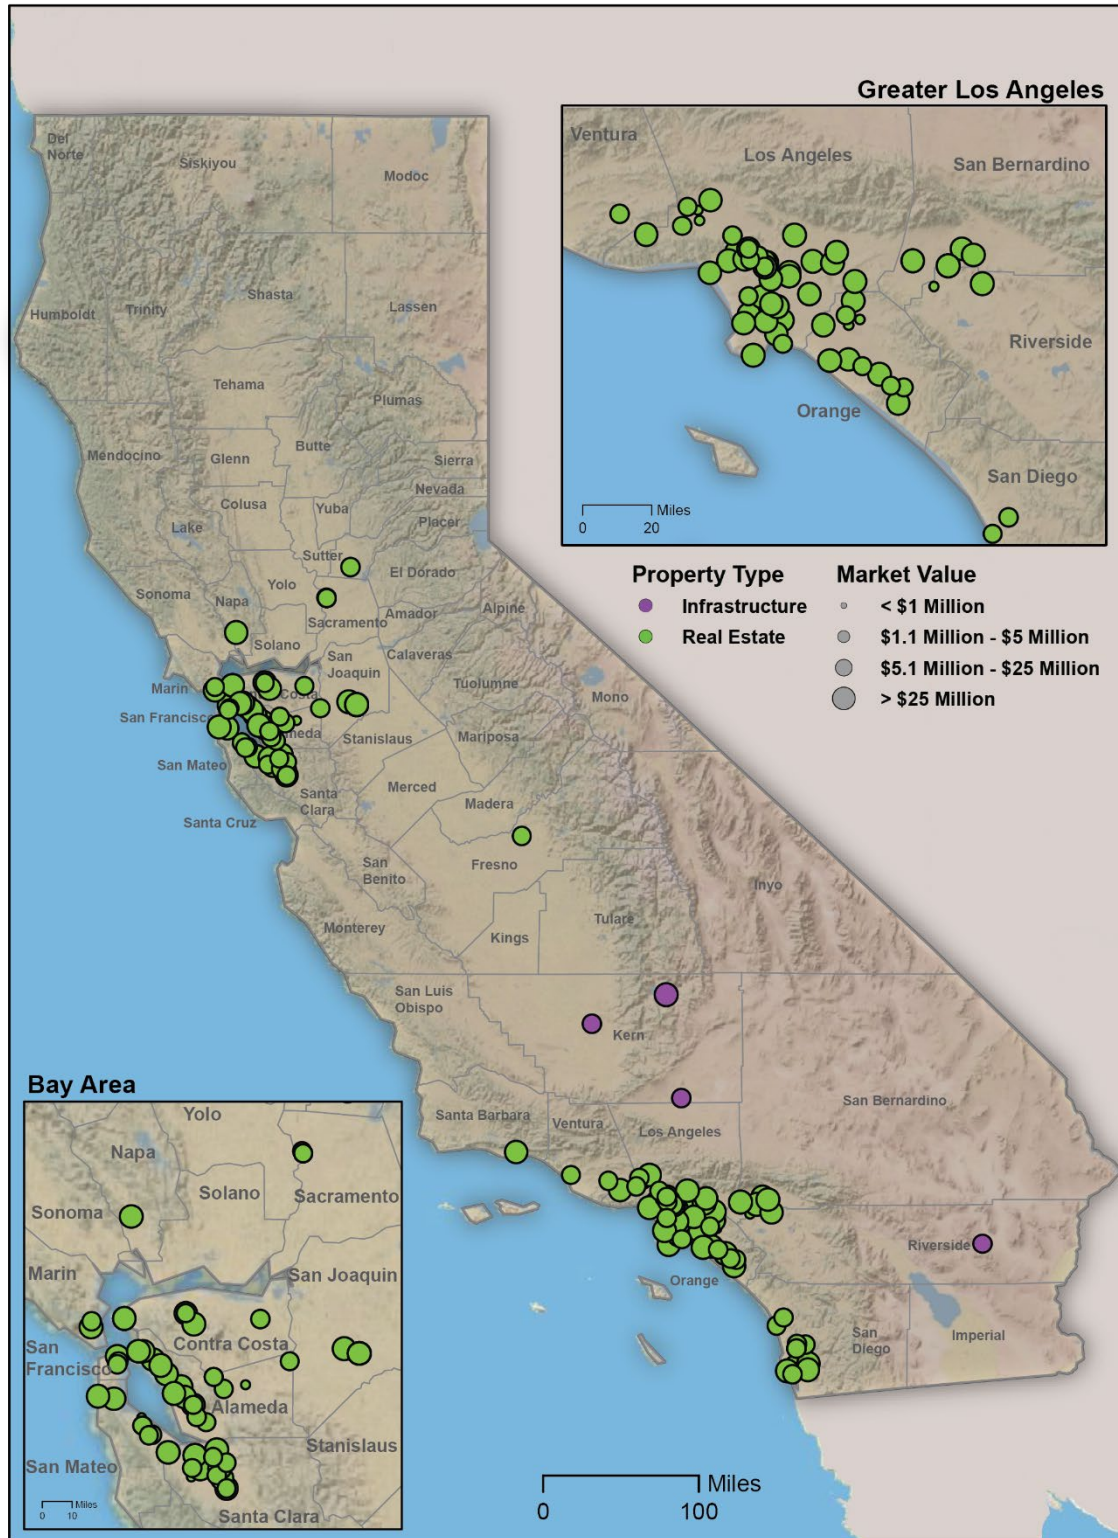 Greater Los Angeles
Ventura
Los Angeles
San Bernardino
Riverside
Orange
San Diego
Miles
0 20
Property Type
Infrastructure
Real Estate
Market Value
< $1 Million
$1.1 Million - $5 Million
$5.1 Million - $25 Million
> $25 Million
Del
Norte
Siskiyou
Modoc
Humboldt
Trinity
Shasta
Lassen
Tehama
Plumas
Mendocino
Glenn
Butte
Sierra
Nevada
Colusa
Yuba
Placer
Lake
Sutter
El Dorado
Sonoma
Napa
Yolo
Sacramento
Amador
Alpine
Solano
San
Joaquin
Calaveras
Marin
Costa
Tuolumne
Mono
San Francisco
Stanislaus
Mariposa
San Mateo
Santa
Clara
Merced
Madera
Santa Cruz
San
Benito
Fresno
Inyo
Monterey
Kings
Tulare
San Luis
Obispo
Kern
Santa Barbara
Ventura
Los Angeles
San Bernardino
Orange
Riverside
San
Diego
Imperial
Miles
0 100
Bay Area
Yolo
Napa
Solano
Sacramento
Sonoma
Marin
San Joaquin
Contra Costa
San
Francisco
Alameda
Stanislaus
San Mateo
Santa Clara
Miles
0 10